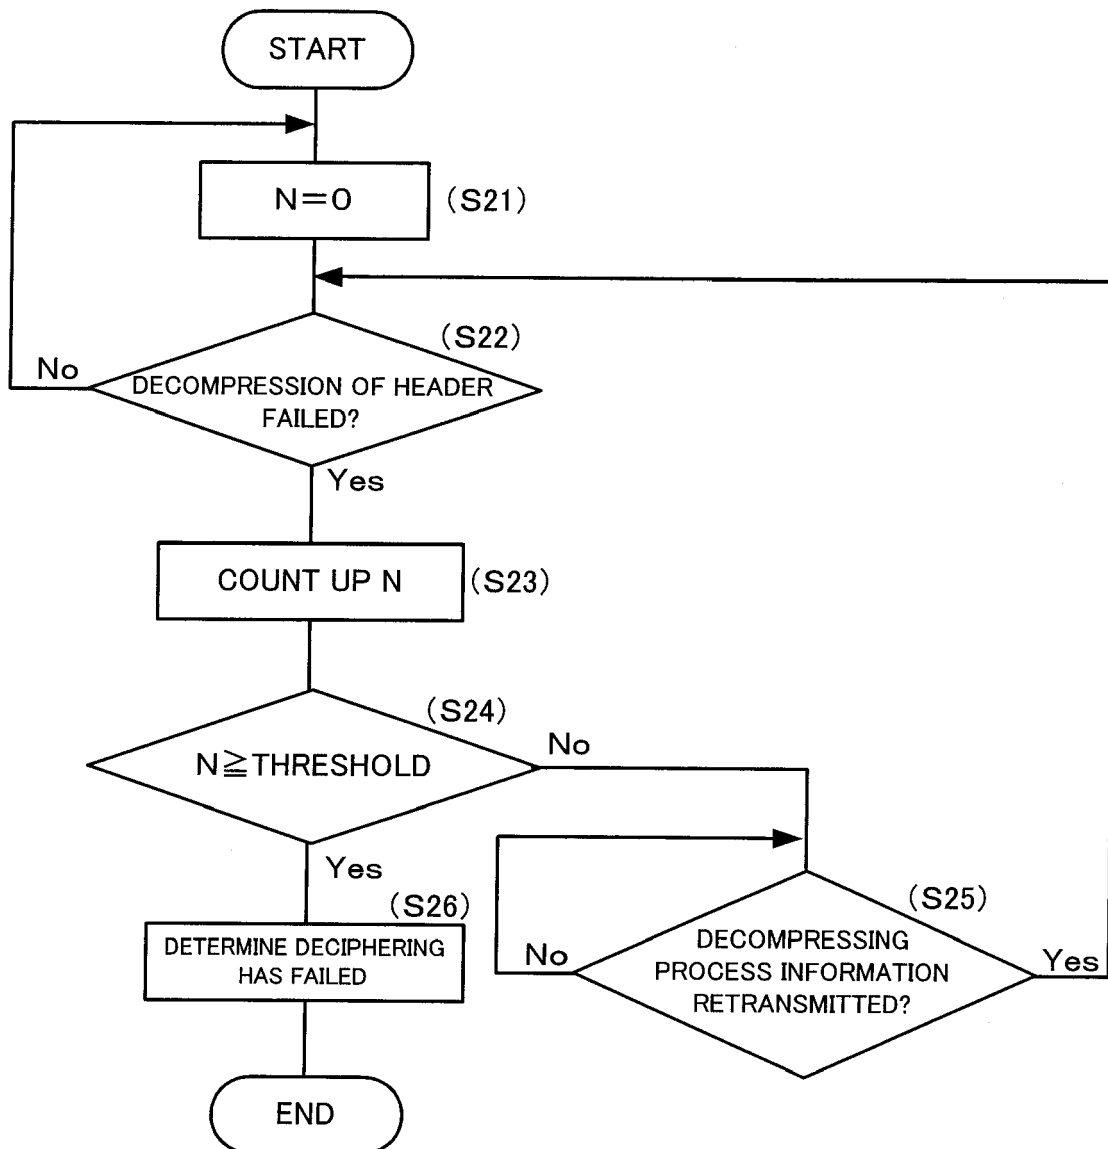 START
N=0
(S21)
(S22)
No
DECOMPRESSION OF HEADER
FAILED?
Yes
COUNT UP N
(S23)
(S24)
No
N≧THRESHOLD
Yes
(S26)
(S25)
DETERMINE DECIPHERING
HAS FAILED
No
DECOMPRESSING
PROCESS INFORMATION
RETRANSMITTED?
Yes
END